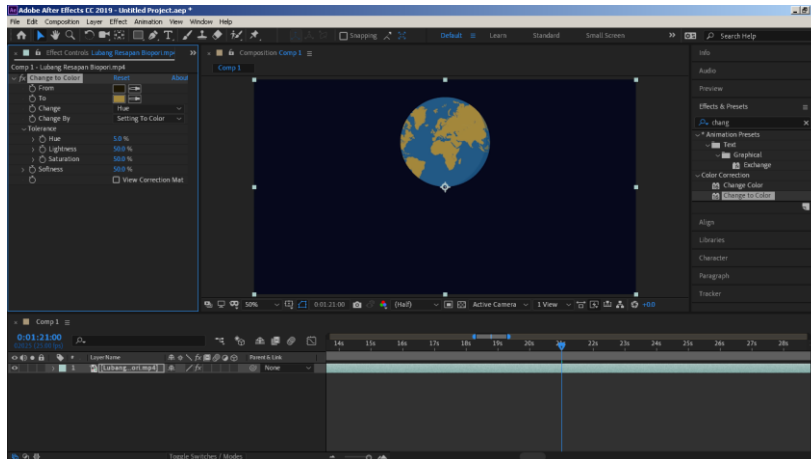 Adobe After Effects CC 2019 - Untitled Project.aep *
File Edit Composition Layer Effect Animation View Window Help
Snapping Default Learn Standard Small Screen Search Help
Effect Controls Lubang Resapan Biopori.mp4
Composition Comp 1
Info
Comp 1 • Lubang Resapan Biopori.mp4
Comp 1
fx Change to Color Reset About
Audio
From
To
Preview
Change Hue
Effects & Presets
Change By Setting To Color
chang
Tolerance
* Animation Presets
Hue 5.0 %
Text
Lightness 50.0 %
Graphical
Saturation 50.0 %
Exchange
Softness 50.0 %
Color Correction
View Correction Mat
Change Color
Change to Color
Align
Libraries
Character
Paragraph
Tracker
50% 0:01:21:00 (Half) Active Camera 1 View +0.0
Comp 1
0:01:21:00
14s 15s 16s 17s 18s 19s 20s 22s 23s 24s 25s 26s 27s 28s
# Layer Name Parent & Link
1 [Lubang...ori.mp4] None
Toggle Switches / Modes